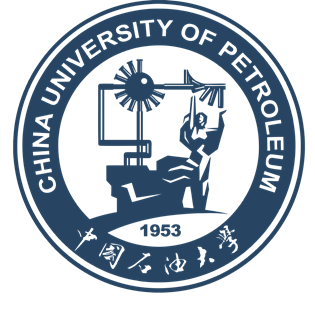 CHINA UNIVERSITY OF PETROLEUM
1953
中国石油大学